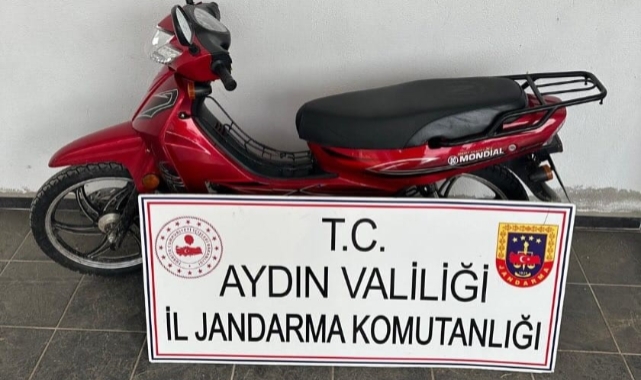 MONDIAL
T.C.
AYDIN VALİLİĞİ
İL JANDARMA KOMUTANLIĞI
JANDARMA